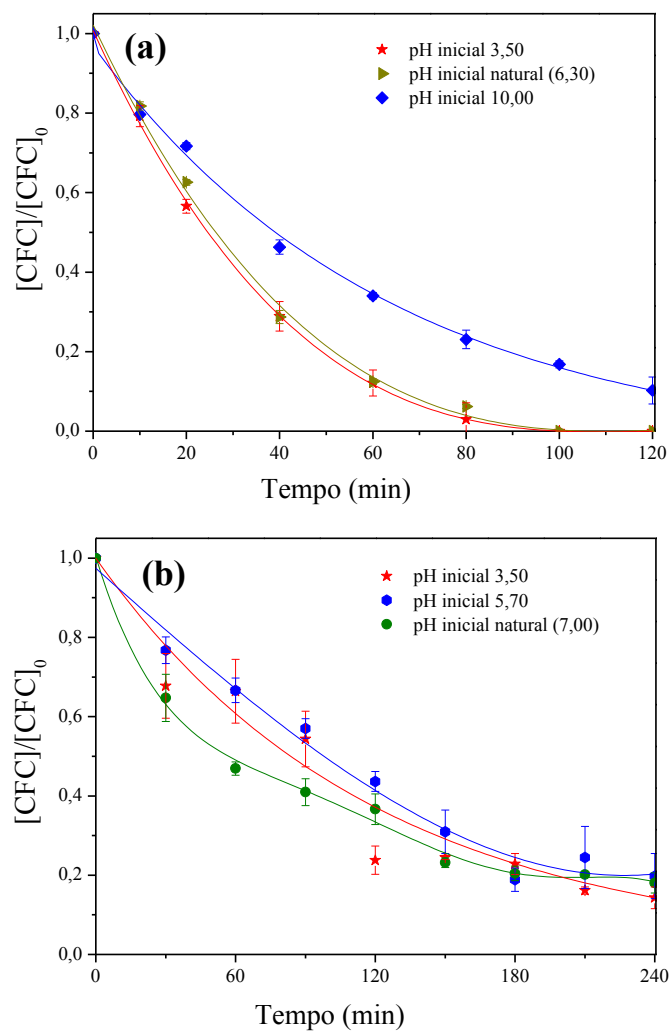 (a)
pH inicial 3,50
pH inicial natural (6,30)
pH inicial 10,00
[CFC]/[CFC]0
1,0
0,8
0,6
0,4
0,2
0,0
0 20 40 60 80 100 120
Tempo (min)
(b)
pH inicial 3,50
pH inicial 5,70
pH inicial natural (7,00)
[CFC]/[CFC]0
1,0
0,8
0,6
0,4
0,2
0,0
0 60 120 180 240
Tempo (min)